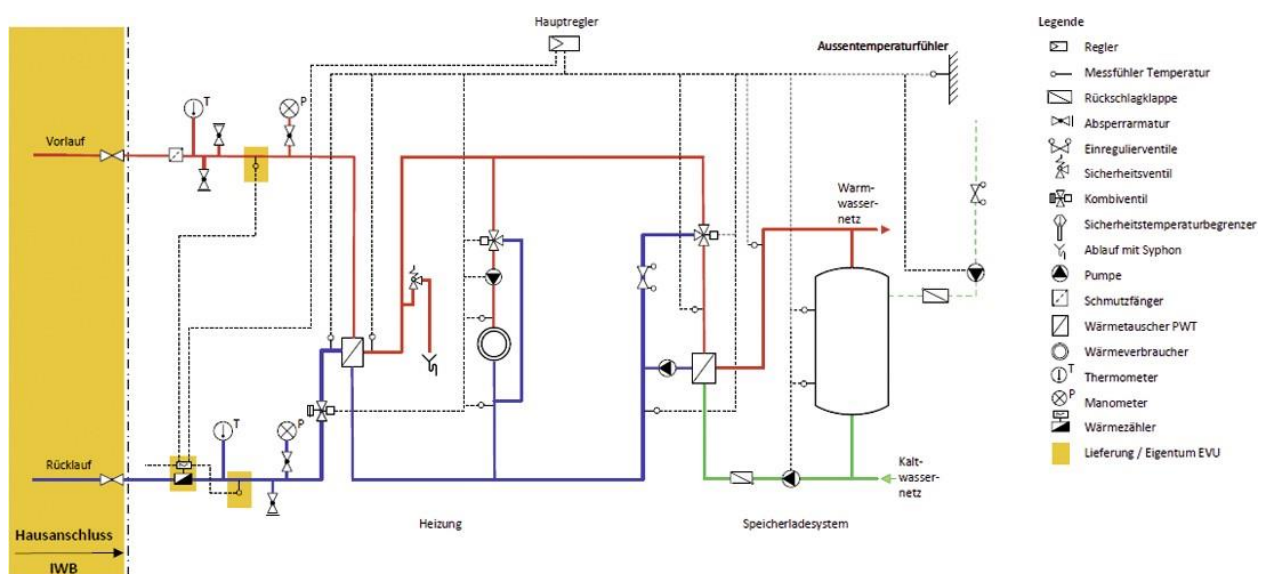 Hauptregler
Aussentemperaturfühler
T
P
Vorlauf
Warm-
wasser-
netz
T
P
Rücklauf
Kalt-
wasser-
netz
Heizung
Speicherladesystem
Hausanschluss
IWB
Legende
Regler
Messfühler Temperatur
Rückschlagklappe
Absperrarmatur
Einregulierventile
Sicherheitsventil
Kombiventil
Sicherheitstemperaturbegrenzer
Ablauf mit Syphon
Pumpe
Schmutzfänger
Wärmetauscher PWT
Wärmeverbraucher
T
Thermometer
P
Manometer
Wärmezähler
Lieferung / Eigentum EVU